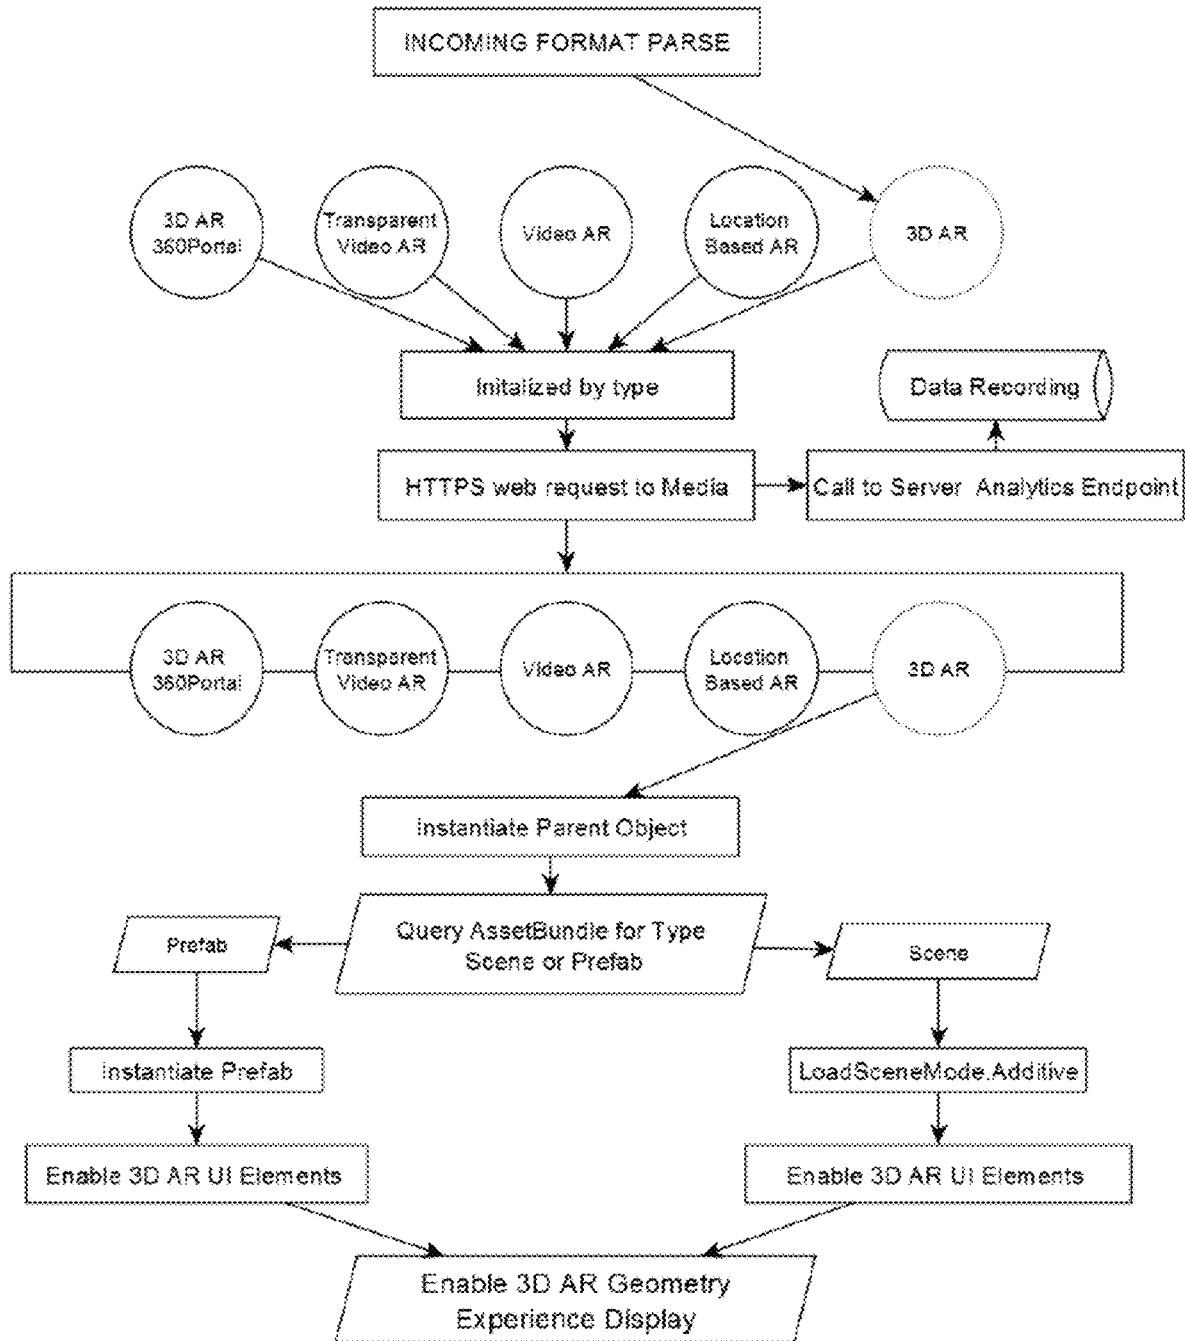 INCOMING FORMAT PARSE
3D AR
360Portal
Transparent
Video AR
Video AR
Location
Based AR
3D AR
Initalized by type
Data Recording
HTTPS web request to Media
Call to Server Analytics Endpoint
3D AR
360Portal
Transparent
Video AR
Video AR
Location
Based AR
3D AR
Instantiate Parent Object
Query AssetBundle for Type
Scene or Prefab
Prefab
Scene
Instantiate Prefab
LoadSceneMode.Additive
Enable 3D AR UI Elements
Enable 3D AR UI Elements
Enable 3D AR Geometry
Experience Display